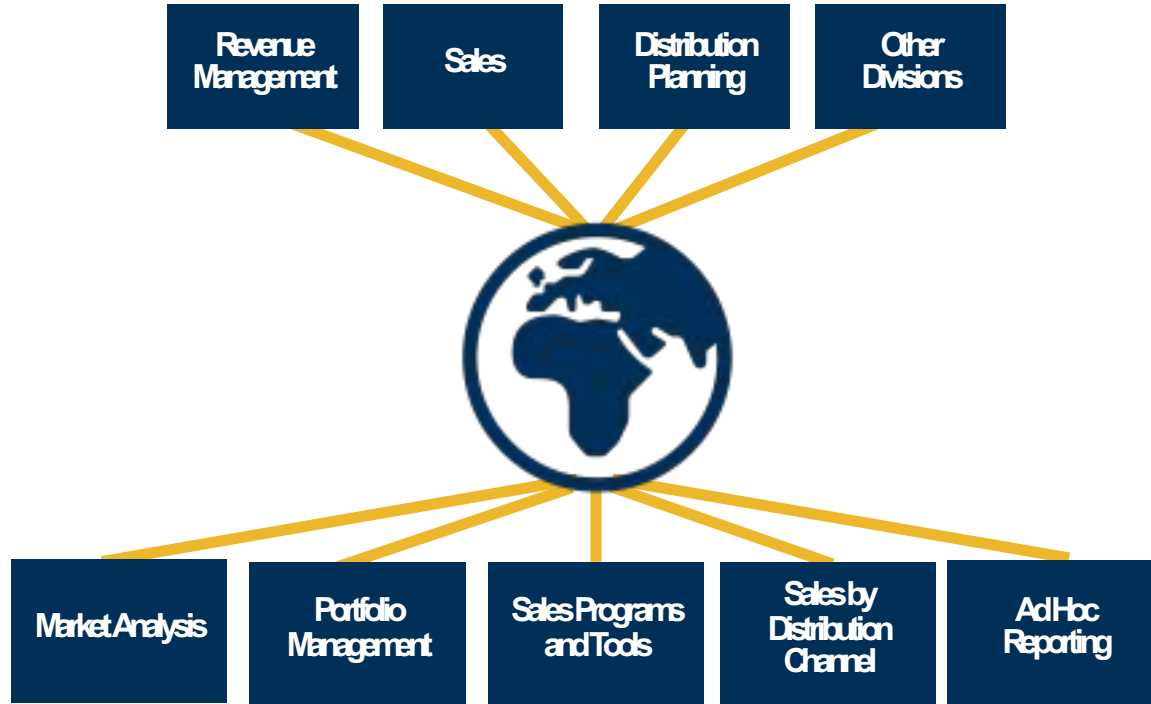 Revenue
Management
Sales
Distribution
Planning
Other
Divisions
Market Analysis
Portfolio
Management
Sales Programs
and Tools
Sales by
Distribution
Channel
Ad Hoc
Reporting